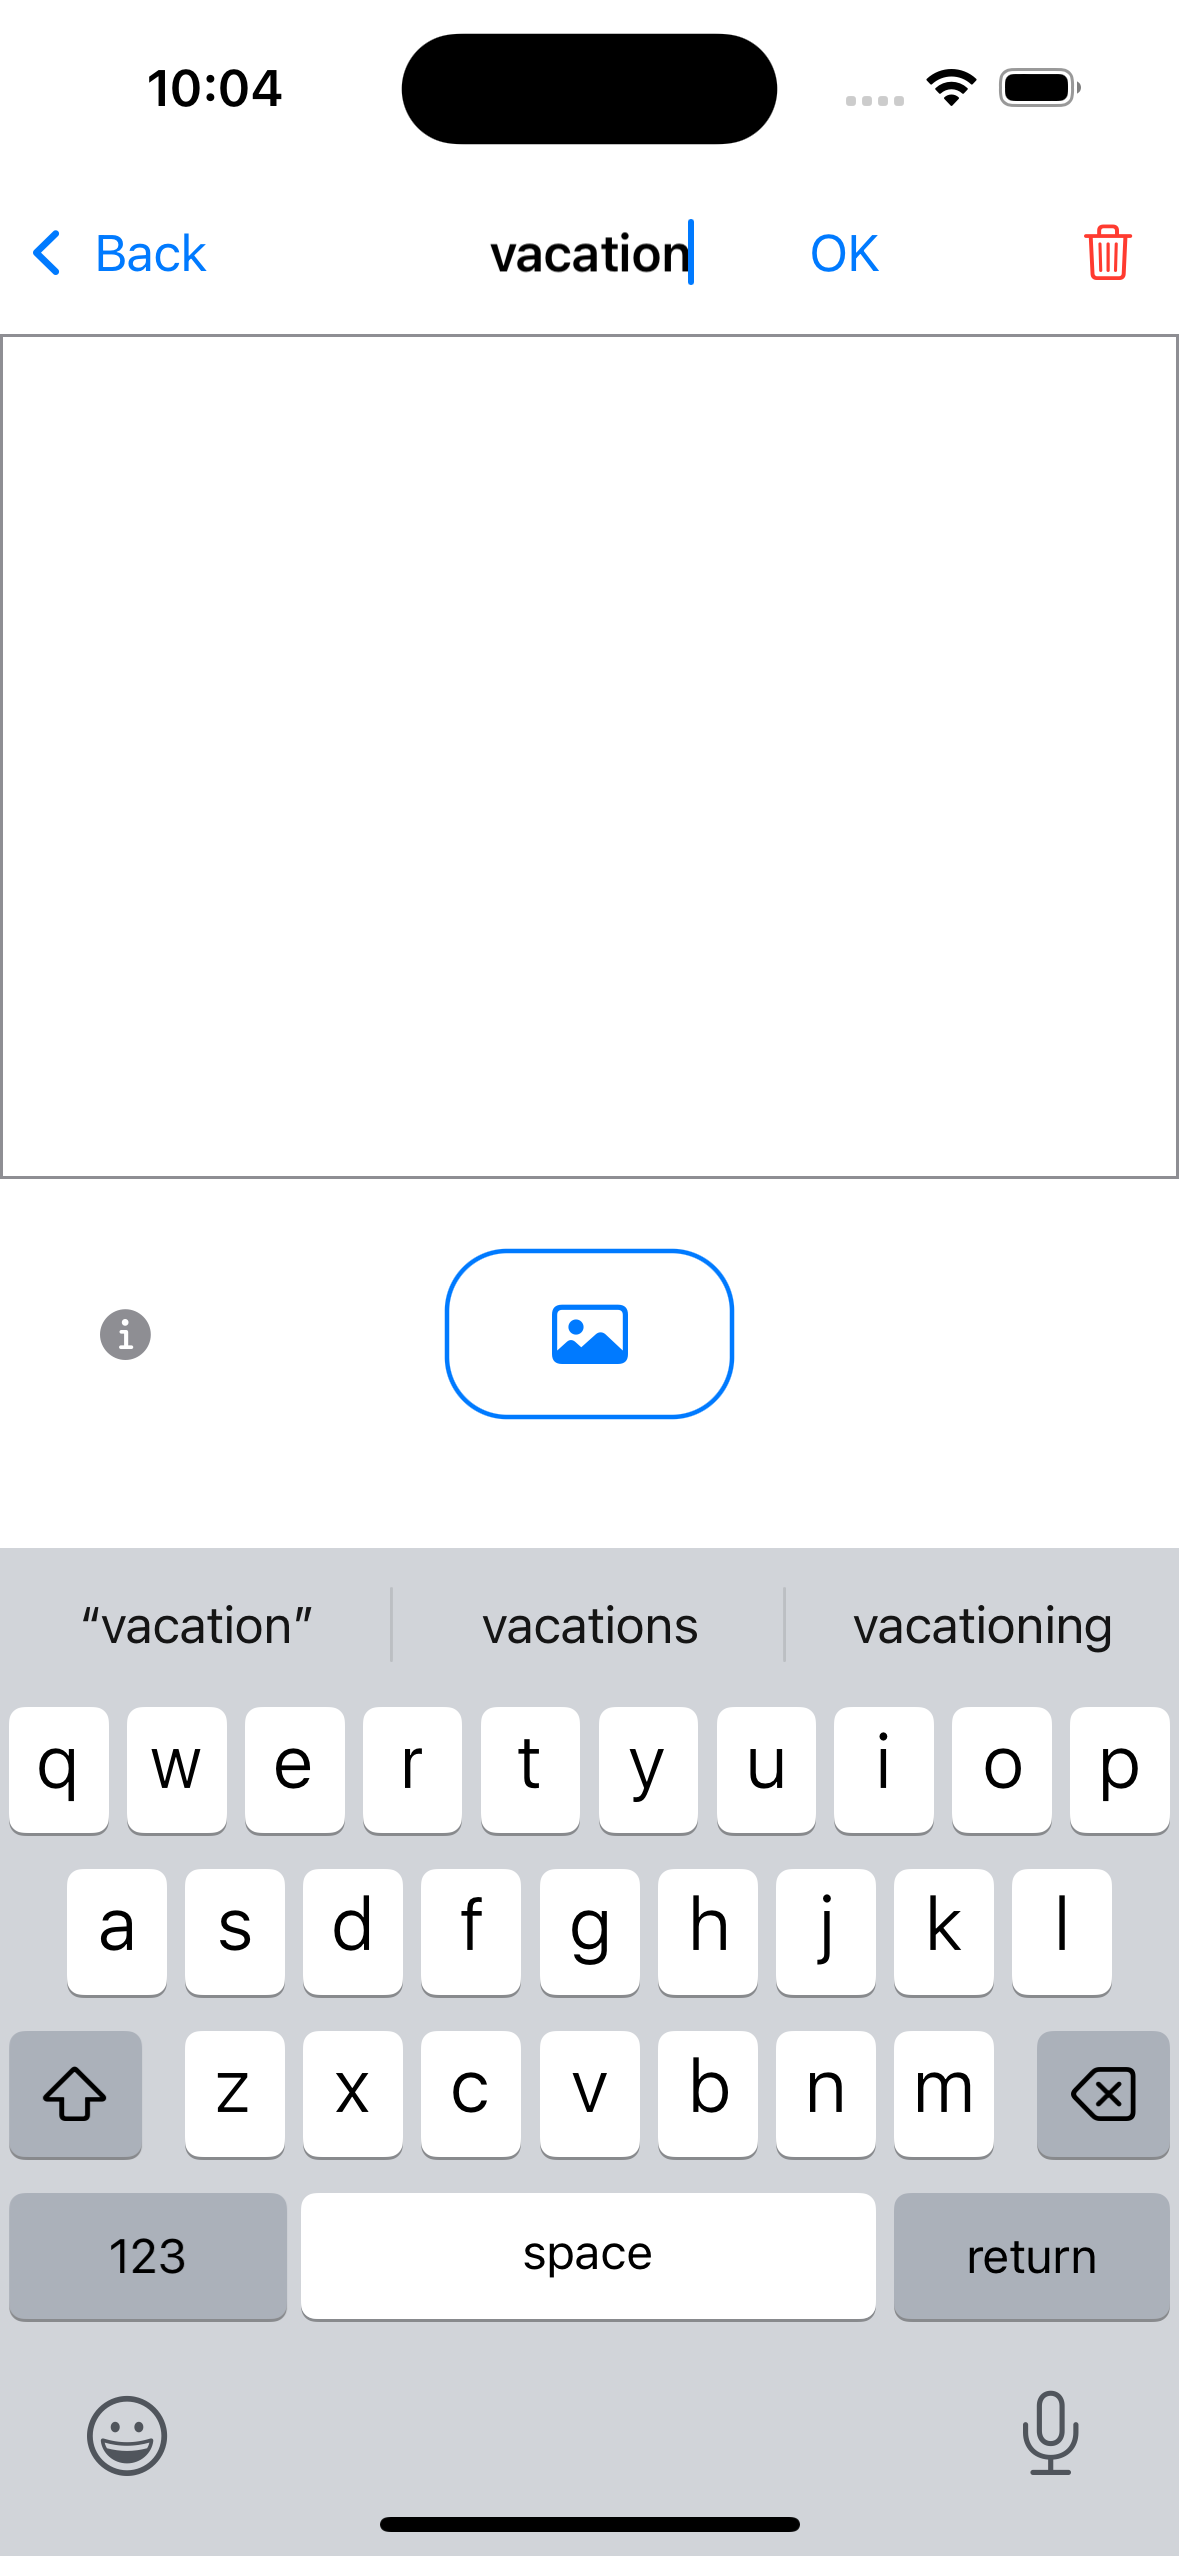 10:04
Back vacation OK
“vacation” vacations vacationing
q w e r t y u i o p
a s d f g h j k l
z x c v b n m
123 space return